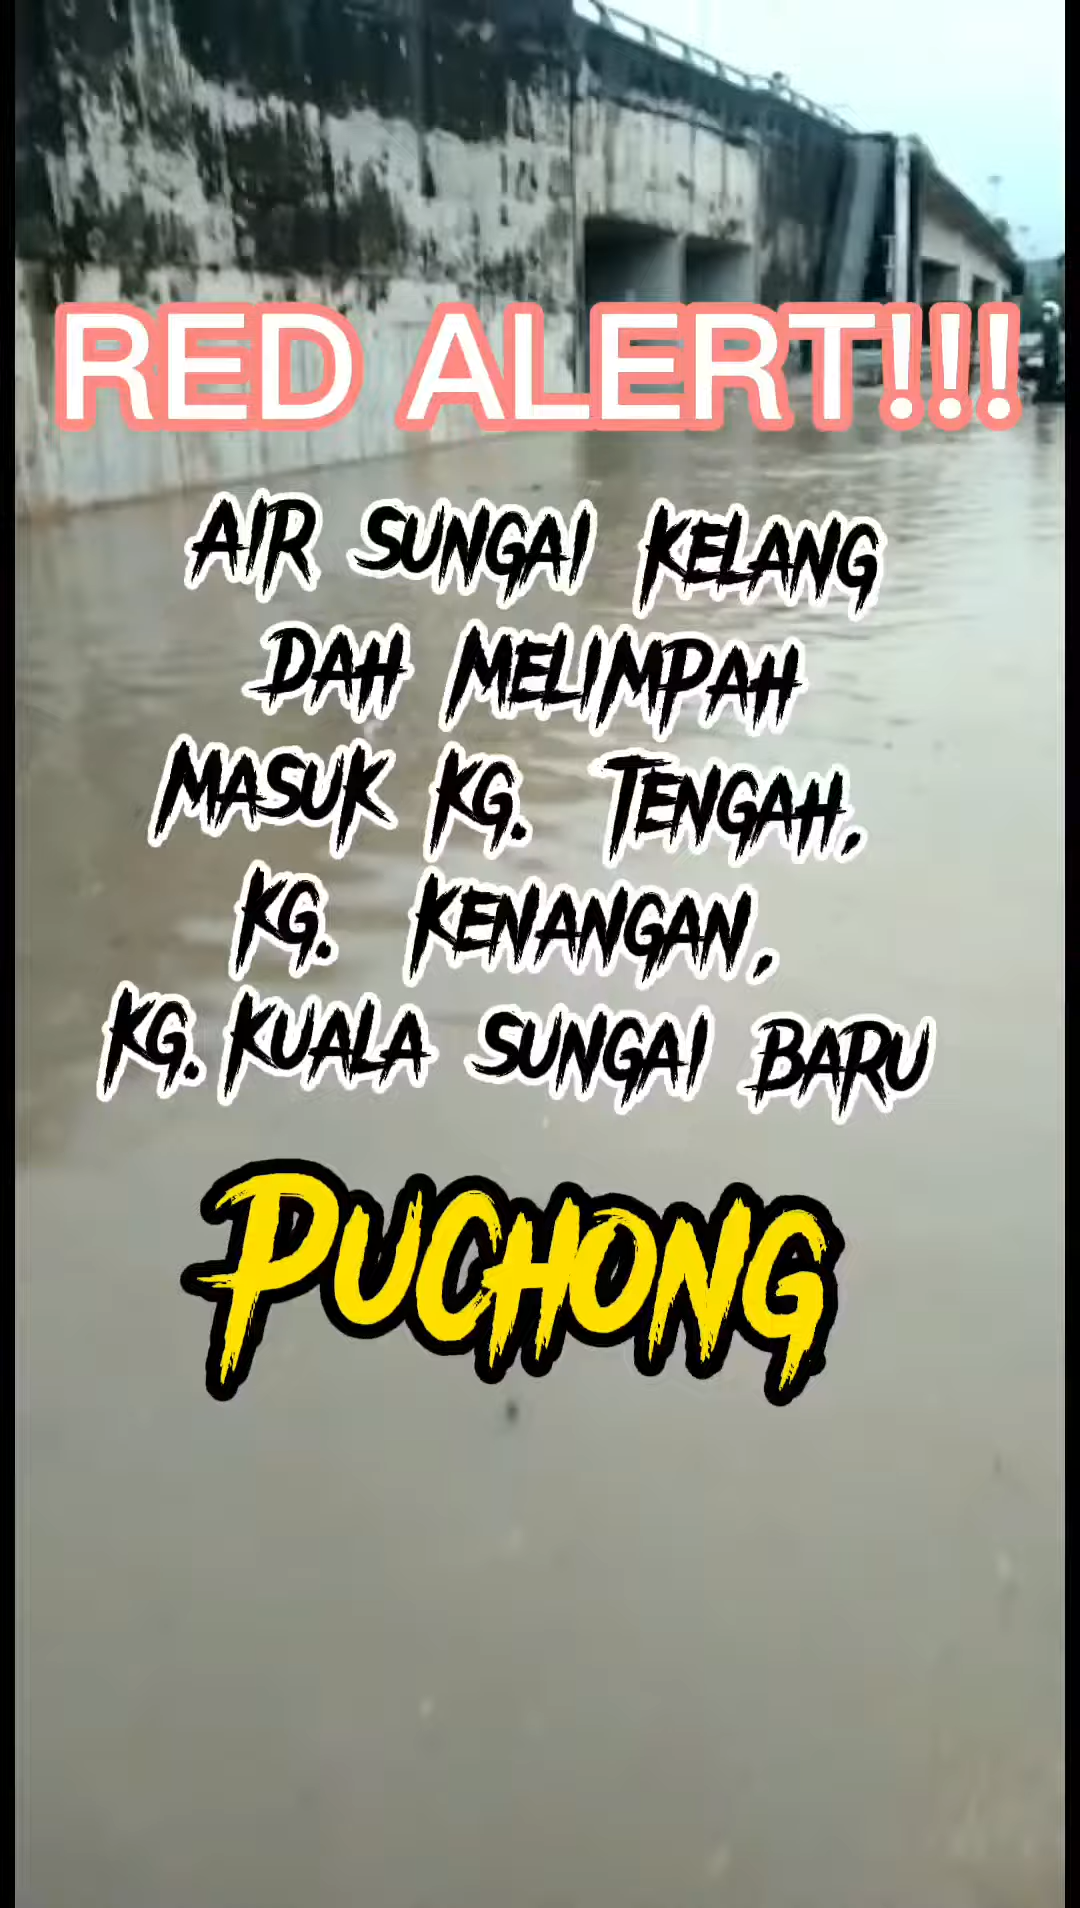 RED ALERT!!!
AIR SUNGAI KELANG
DAH MELIMPAH
MASUK KG. TENGAH,
KG. KENANGAN,
KG. KUALA SUNGAI BARU
PUCHONG